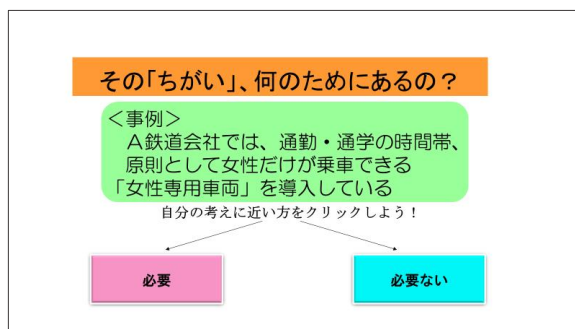 その「ちがい」、何のためにあるの？
＜事例＞
Ａ鉄道会社では、通勤・通学の時間帯、
原則として女性だけが乗車できる
「女性専用車両」を導入している
自分の考えに近い方をクリックしよう！
必要
必要ない